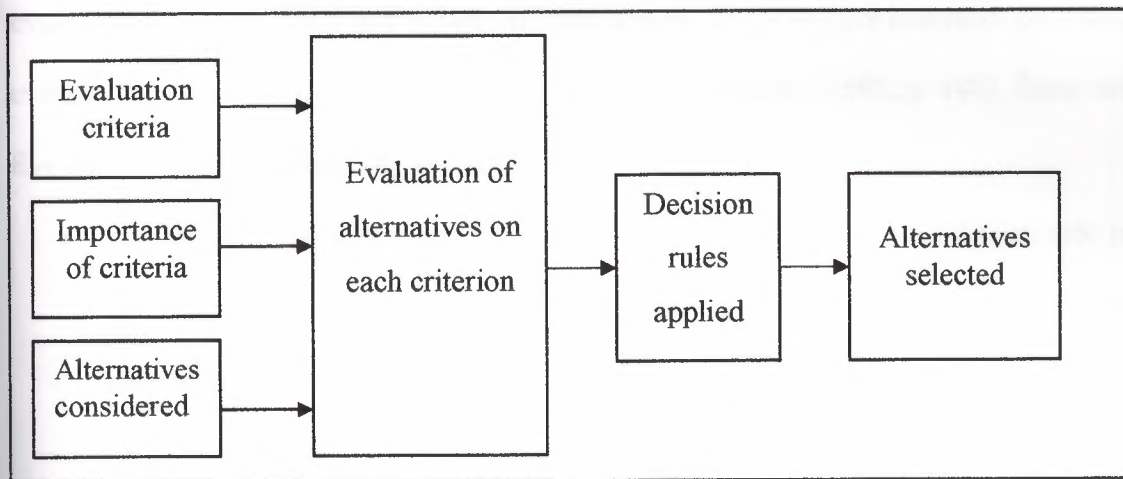 Evaluation
criteria
Importance
of criteria
Alternatives
considered
Evaluation of
alternatives on
each criterion
Decision
rules
applied
Alternatives
selected